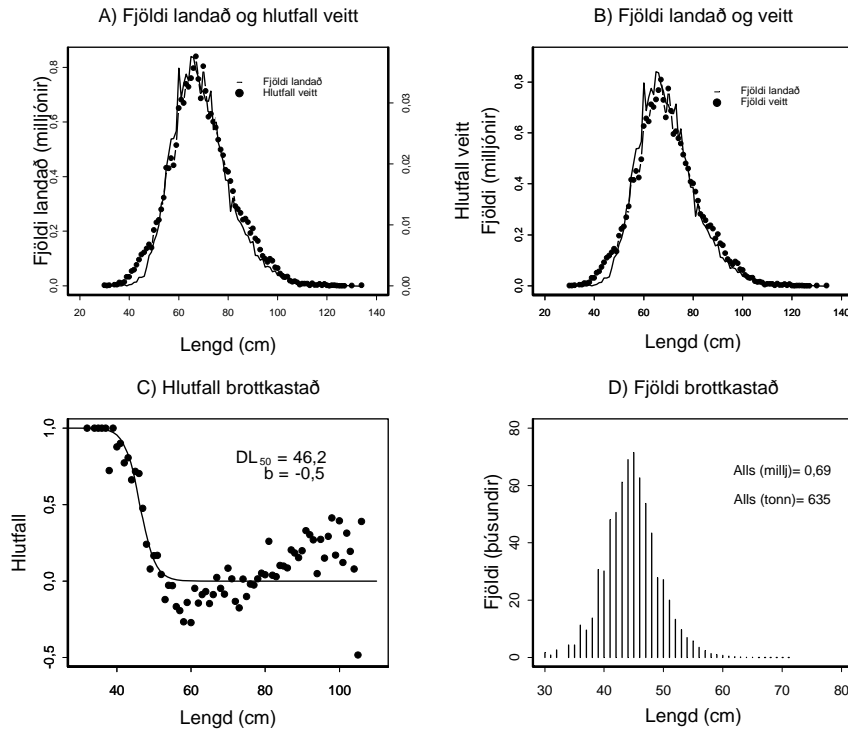 A) Fjöldi landað og hlutfall veitt
Fjöldi landað (milljónir)
0,8
0,6
0,4
0,2
0,0
Fjöldi landað
Hlutfall veitt
0,03
0,02
0,01
0,00
20 40 60 80 100 120 140
Lengd (cm)
B) Fjöldi landað og veitt
Hlutfall veitt
Fjöldi (milljónir)
0,8
0,6
0,4
0,2
0,0
Fjöldi landað
Fjöldi veitt
20 40 60 80 100 120 140
Lengd (cm)
C) Hlutfall brottkastað
Hlutfall
1,0
0,5
0,0
-0,5
DL50 = 46,2
b = -0,5
40 60 80 100
Lengd (cm)
D) Fjöldi brottkastað
Fjöldi (þúsundir)
80
60
40
20
0
Alls (millj)= 0,69
Alls (tonn)= 635
30 40 50 60 70 80
Lengd (cm)